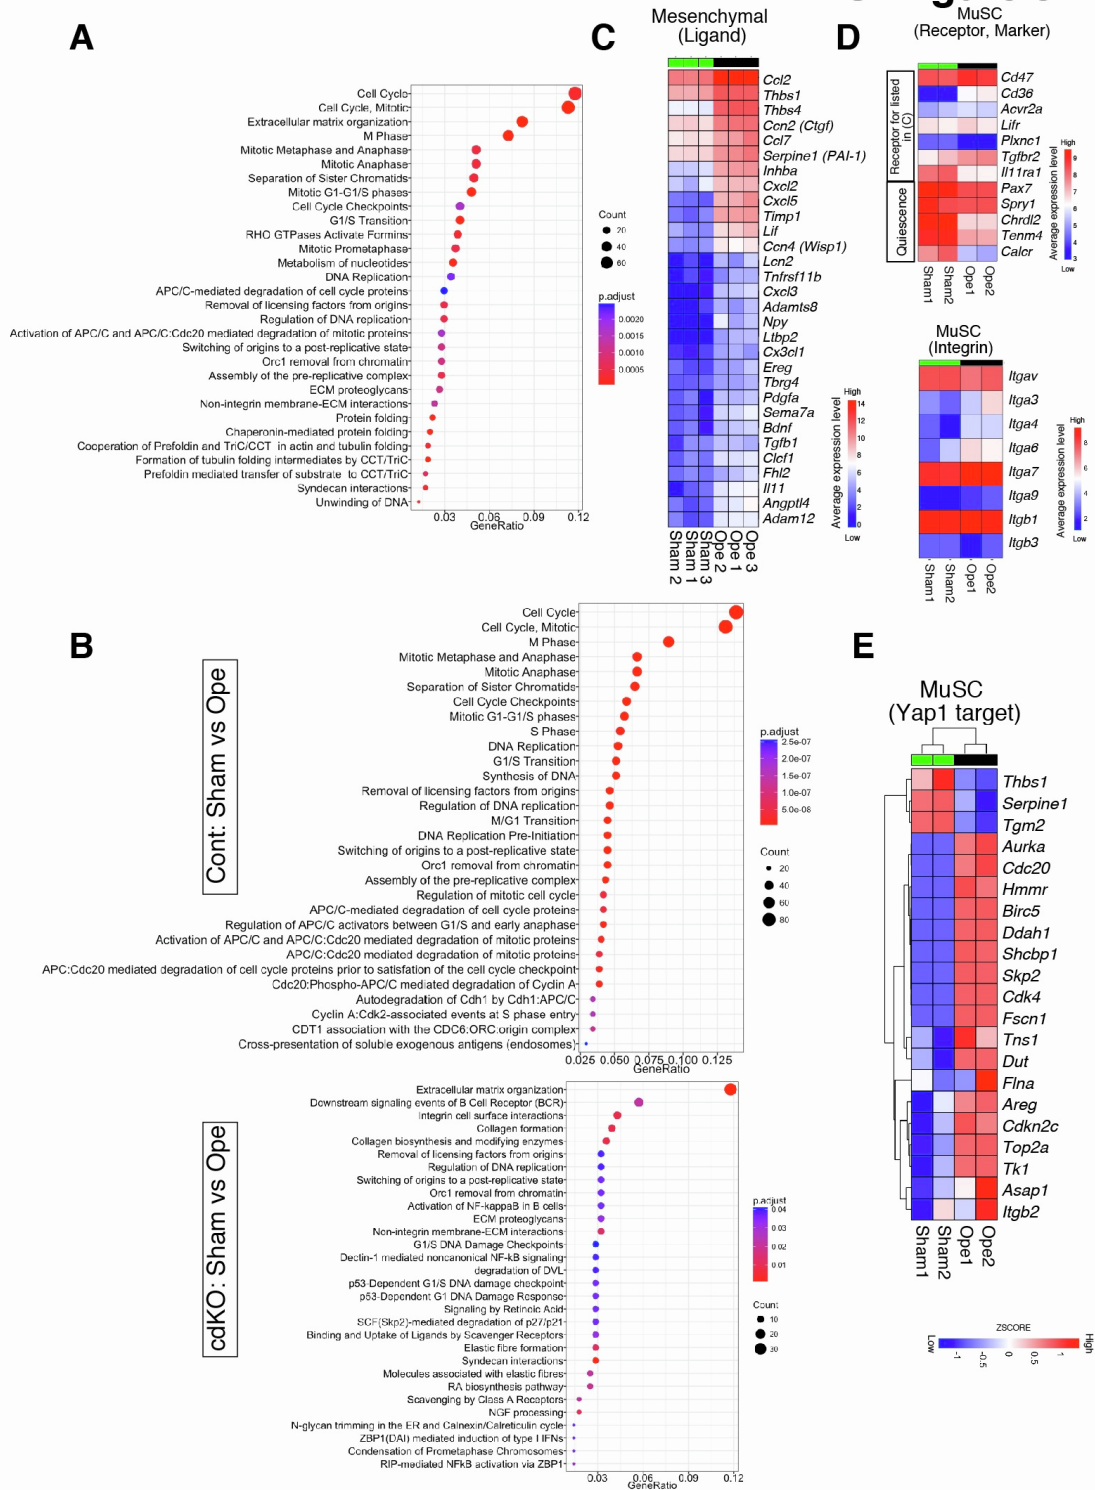 A
Cell Cycle
Cell Cycle, Mitotic
Extracellular matrix organization
M Phase
Mitotic Metaphase and Anaphase
Mitotic Anaphase
Separation of Sister Chromatids
Mitotic G1-G1/S phases
Cell Cycle Checkpoints
G1/S Transition
RHO GTPases Activate Formins
Mitotic Prometaphase
Metabolism of nucleotides
DNA Replication
APC/C-mediated degradation of cell cycle proteins
Removal of licensing factors from origins
Regulation of DNA replication
Activation of APC/C and APC/C:Cdc20 mediated degradation of mitotic proteins
Switching of origins to a post-replicative state
Orc1 removal from chromatin
Assembly of the pre-replicative complex
ECM proteoglycans
Non-integrin membrane-ECM interactions
Protein folding
Chaperonin-mediated protein folding
Cooperation of Prefoldin and TriC/CCT in actin and tubulin folding
Formation of tubulin folding intermediates by CCT/TriC
Prefoldin mediated transfer of substrate to CCT/TriC
Syndecan interactions
Unwinding of DNA
0.03 0.06 0.09 0.12
GeneRatio
Count
20
40
60
p.adjust
0.0020
0.0015
0.0010
0.0005
C
Mesenchymal
(Ligand)
Ccl2
Thbs1
Thbs4
Ccn2 (Ctgf)
Ccl7
Serpine1 (PAI-1)
Inhba
Cxcl2
Cxcl5
Timp1
Lif
Ccn4 (Wisp1)
Lcn2
Tnfrsf11b
Cxcl3
Adamts8
Npy
Ltbp2
Cx3cl1
Ereg
Tbrg4
Pdgfa
Sema7a
Bdnf
Tgfb1
Clcf1
Fhl2
Il11
Angptl4
Adam12
Sham 2
Sham 1
Sham 3
Ope 2
Ope 1
Ope 3
Average expression level
High
14
12
10
8
6
4
2
0
Low
D
MuSC
(Receptor, Marker)
Receptor for listed
in (C)
Quiescence
Cd47
Cd36
Acvr2a
Lifr
Plxnc1
Tgfbr2
Il11ra1
Pax7
Spry1
Chrdl2
Tenm4
Calcr
Sham1
Sham2
Ope1
Ope2
Average expression level
High
9
8
7
6
5
4
3
Low
MuSC
(Integrin)
Itgav
Itga3
Itga4
Itga6
Itga7
Itga9
Itgb1
Itgb3
Sham1
Sham2
Ope1
Ope2
Average expression level
High
8
6
4
2
Low
B
Cont: Sham vs Ope
Cell Cycle
Cell Cycle, Mitotic
M Phase
Mitotic Metaphase and Anaphase
Mitotic Anaphase
Separation of Sister Chromatids
Cell Cycle Checkpoints
Mitotic G1-G1/S phases
S Phase
DNA Replication
G1/S Transition
Synthesis of DNA
Removal of licensing factors from origins
Regulation of DNA replication
M/G1 Transition
DNA Replication Pre-Initiation
Switching of origins to a post-replicative state
Orc1 removal from chromatin
Assembly of the pre-replicative complex
Regulation of mitotic cell cycle
APC/C-mediated degradation of cell cycle proteins
Regulation of APC/C activators between G1/S and early anaphase
Activation of APC/C and APC/C:Cdc20 mediated degradation of mitotic proteins
APC/C:Cdc20 mediated degradation of mitotic proteins
APC:Cdc20 mediated degradation of cell cycle proteins prior to satisfation of the cell cycle checkpoint
Cdc20:Phospho-APC/C mediated degradation of Cyclin A
Autodegradation of Cdh1 by Cdh1:APC/C
Cyclin A:Cdk2-associated events at S phase entry
CDT1 association with the CDC6:ORC:origin complex
Cross-presentation of soluble exogenous antigens (endosomes)
0.025 0.050 0.075 0.100 0.125
GeneRatio
p.adjust
2.5e-07
2.0e-07
1.5e-07
1.0e-07
5.0e-08
Count
20
40
60
80
cdKO: Sham vs Ope
Extracellular matrix organization
Downstream signaling events of B Cell Receptor (BCR)
Integrin cell surface interactions
Collagen formation
Collagen biosynthesis and modifying enzymes
Removal of licensing factors from origins
Regulation of DNA replication
Switching of origins to a post-replicative state
Orc1 removal from chromatin
Activation of NF-kappaB in B cells
ECM proteoglycans
Non-integrin membrane-ECM interactions
G1/S DNA Damage Checkpoints
Dectin-1 mediated noncanonical NF-kB signaling
degradation of DVL
p53-Dependent G1/S DNA damage checkpoint
p53-Dependent G1 DNA Damage Response
Signaling by Retinoic Acid
SCF(Skp2)-mediated degradation of p27/p21
Binding and Uptake of Ligands by Scavenger Receptors
Elastic fibre formation
Syndecan interactions
Molecules associated with elastic fibres
RA biosynthesis pathway
Scavenging by Class A Receptors
NGF processing
N-glycan trimming in the ER and Calnexin/Calreticulin cycle
ZBP1(DAI) mediated induction of type I IFNs
Condensation of Prometaphase Chromosomes
RIP-mediated NFkB activation via ZBP1
0.03 0.06 0.09 0.12
GeneRatio
p.adjust
0.04
0.03
0.02
0.01
Count
10
20
30
E
MuSC
(Yap1 target)
Thbs1
Serpine1
Tgm2
Aurka
Cdc20
Hmmr
Birc5
Ddah1
Shcbp1
Skp2
Cdk4
Fscn1
Tns1
Dut
Flna
Areg
Cdkn2c
Top2a
Tk1
Asap1
Itgb2
Sham1
Sham2
Ope1
Ope2
ZSCORE
Low
-1
-0.5
0
0.5
1
High